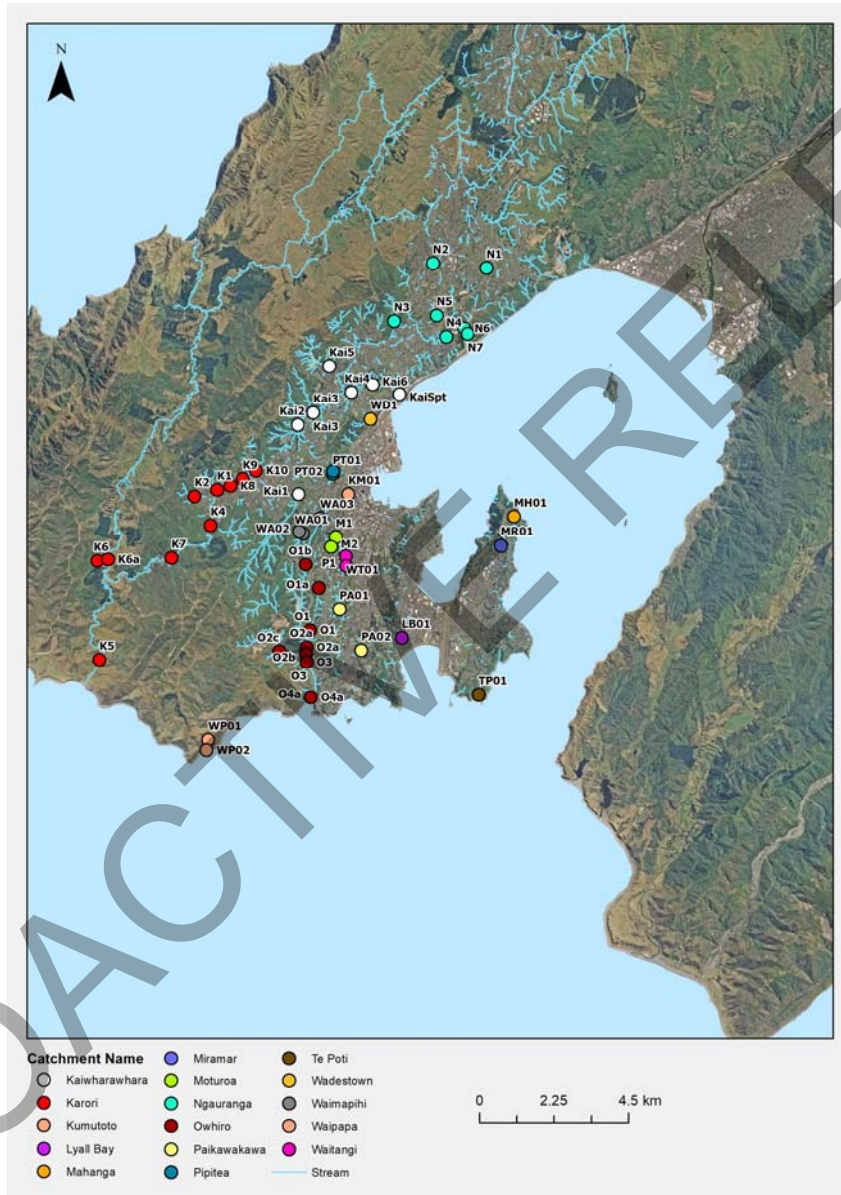 N
N2
N1
N5
N3
N4
N6
N7
Kai5
Kai4
Kai6
KaiSpt
Kai3
WD1
Kai2
Kai3
K9
PT01
K10
PT02
K1
K2
K8
Kai1
KM01
K4
WA03
MH01
WA01
WA02
M1
MR01
M2
O1b
K7
K6
K6a
P1
WT01
O1a
PA01
O1
O1
LB01
O2a
O2c
O2a
PA02
O2b
O3
K5
O3
TP01
O4a
O4a
WP01
WP02
Catchment Name
Kaiwharawhara
Karori
Kumutoto
Lyall Bay
Mahanga
Miramar
Moturoa
Ngauranga
Owhiro
Paikawakawa
Pipitea
Te Poti
Wadestown
Waimapihi
Waipapa
Waitangi
Stream
0 2.25 4.5 km
OACTIVE RELE